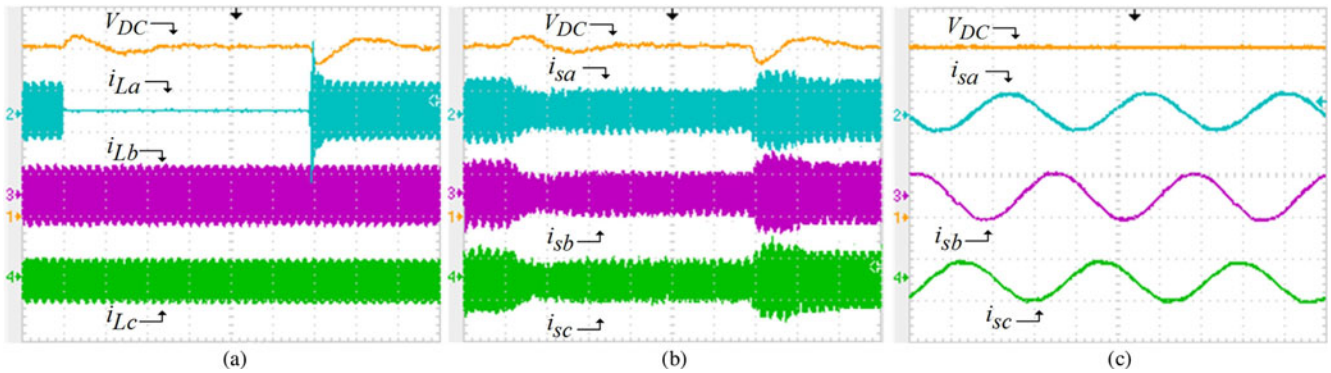 V_DC
i_La
2
i_Lb
3
1
4
i_Lc
(a)
V_DC
i_sa
2
3
1
i_sb
4
i_sc
(b)
V_DC
i_sa
2
3
1
i_sb
4
i_sc
(c)